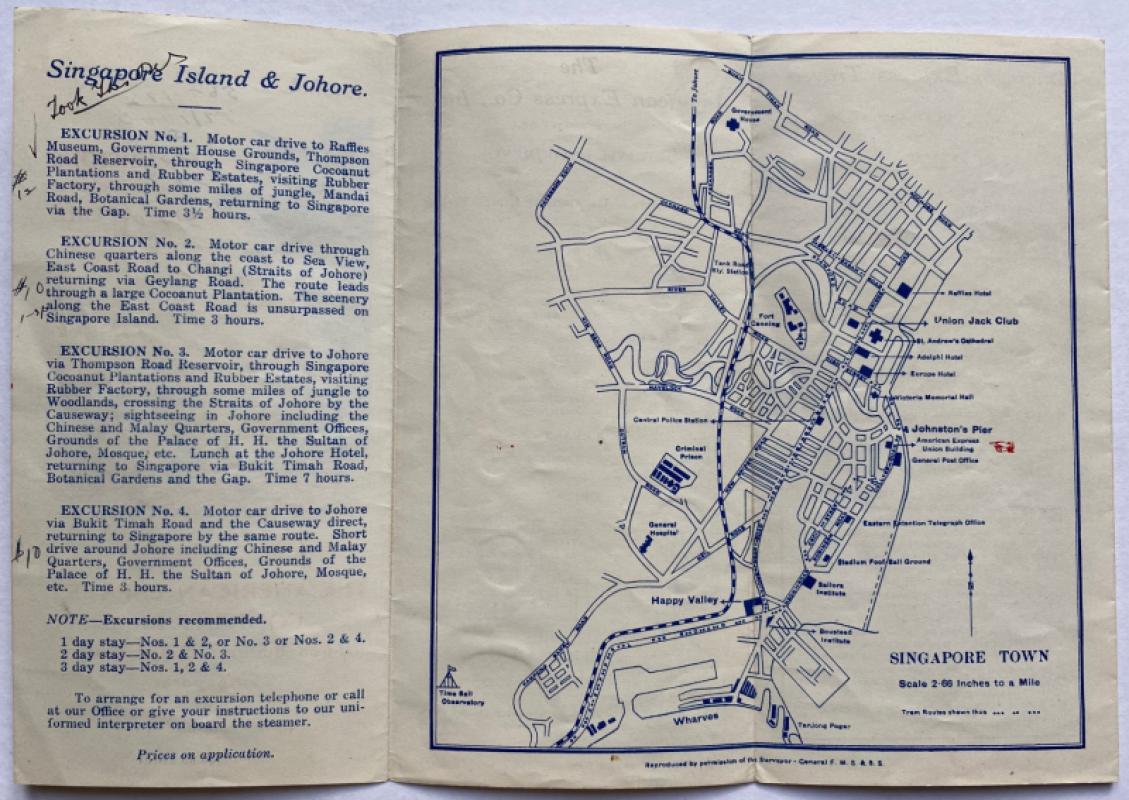 Singapore Island & Johore.
Took This One
EXCURSION No. 1. Motor car drive to Raffles
Museum, Government House Grounds, Thompson
Road Reservoir, through Singapore Cocoanut
Plantations and Rubber Estates, visiting Rubber
Factory, through some miles of jungle, Mandai
Road, Botanical Gardens, returning to Singapore
via the Gap. Time 3½ hours.
$12
EXCURSION No. 2. Motor car drive through
Chinese quarters along the coast to Sea View,
East Coast Road to Changi (Straits of Johore)
returning via Geylang Road. The route leads
through a large Cocoanut Plantation. The scenery
along the East Coast Road is unsurpassed on
Singapore Island. Time 3 hours.
$10
EXCURSION No. 3. Motor car drive to Johore
via Thompson Road Reservoir, through Singapore
Cocoanut Plantations and Rubber Estates, visiting
Rubber Factory, through some miles of jungle to
Woodlands, crossing the Straits of Johore by the
Causeway; sightseeing in Johore including the
Chinese and Malay Quarters, Government Offices,
Grounds of the Palace of H. H. the Sultan of
Johore, Mosque, etc. Lunch at the Johore Hotel,
returning to Singapore via Bukit Timah Road,
Botanical Gardens and the Gap. Time 7 hours.
EXCURSION No. 4. Motor car drive to Johore
via Bukit Timah Road and the Causeway direct,
returning to Singapore by the same route. Short
drive around Johore including Chinese and Malay
Quarters, Government Offices, Grounds of the
Palace of H. H. the Sultan of Johore, Mosque,
etc. Time 3 hours.
$10
NOTE—Excursions recommended.
1 day stay—Nos. 1 & 2, or No. 3 or Nos. 2 & 4.
2 day stay—No. 2 & No. 3.
3 day stay—Nos. 1, 2 & 4.
To arrange for an excursion telephone or call
at our Office or give your instructions to our uni-
formed interpreter on board the steamer.
Prices on application.
To Johore
Government
House
Tank Road
Rly. Station
RIVER
VALLEY
Fort
Canning
Raffles Hotel
Union Jack Club
St. Andrew's Cathedral
Adelphi Hotel
Europe Hotel
HAVELOCK
ROAD
Victoria Memorial Hall
Central Police Station
Johnston's Pier
American Express
Union Building
General Post Office
Criminal
Prison
General
Hospital
Eastern Extention Telegraph Office
Stadium Foot Ball Ground
Sailors
Institute
Happy Valley
Boustead
Institute
N
SINGAPORE TOWN
Scale 2·66 Inches to a Mile
Tram Routes shown thus
Time Ball
Observatory
Wharves
Tanjong Pagar
Reproduced by permission of the Surveyor - General F. M. S. & S. S.